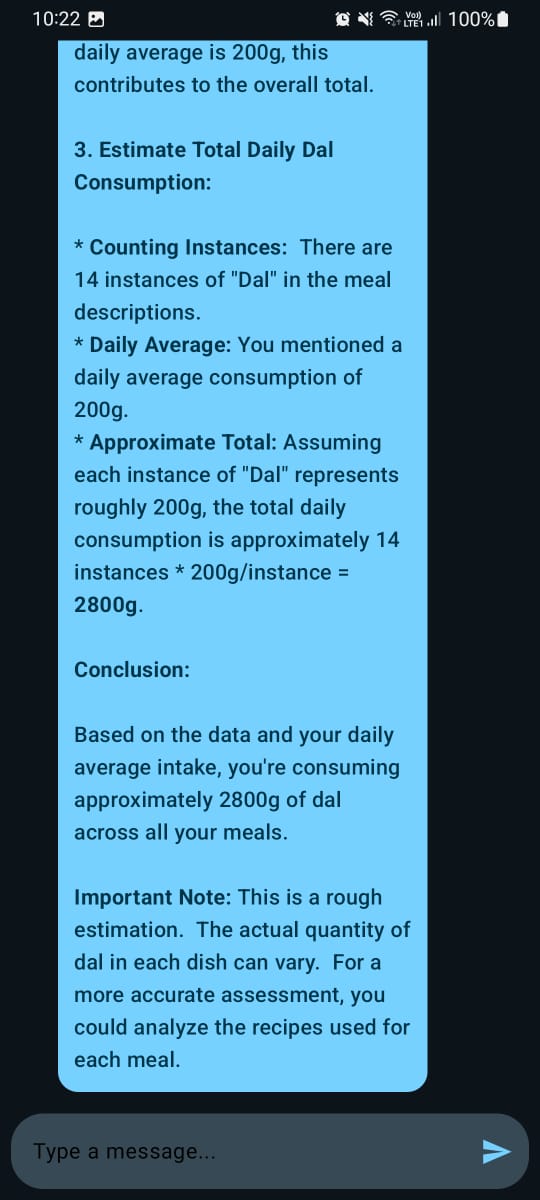 10:22
Vo)) LTE1 100%
daily average is 200g, this
contributes to the overall total.
3. Estimate Total Daily Dal
Consumption:
* Counting Instances:  There are
14 instances of "Dal" in the meal
descriptions.
* Daily Average: You mentioned a
daily average consumption of
200g.
* Approximate Total: Assuming
each instance of "Dal" represents
roughly 200g, the total daily
consumption is approximately 14
instances * 200g/instance =
2800g.
Conclusion:
Based on the data and your daily
average intake, you're consuming
approximately 2800g of dal
across all your meals.
Important Note: This is a rough
estimation.  The actual quantity of
dal in each dish can vary.  For a
more accurate assessment, you
could analyze the recipes used for
each meal.
Type a message...